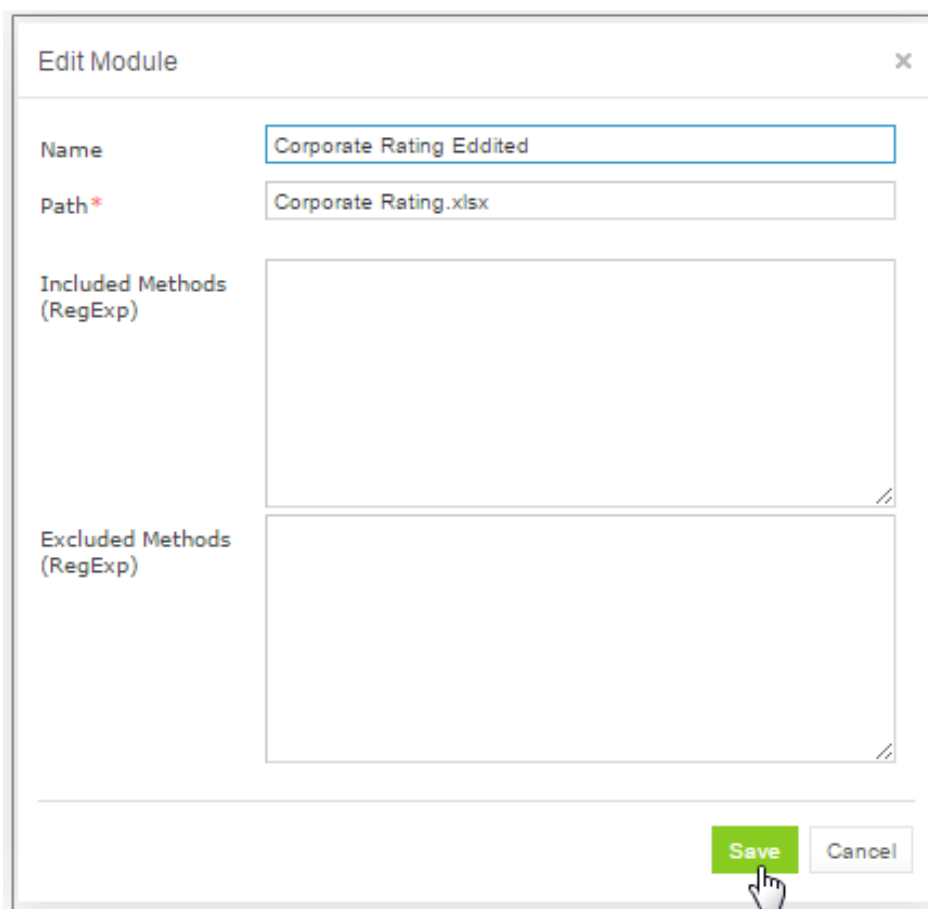 Edit Module ×
Name Corporate Rating Eddited
Path* Corporate Rating.xlsx
Included Methods
(RegExp)
Excluded Methods
(RegExp)
Save Cancel